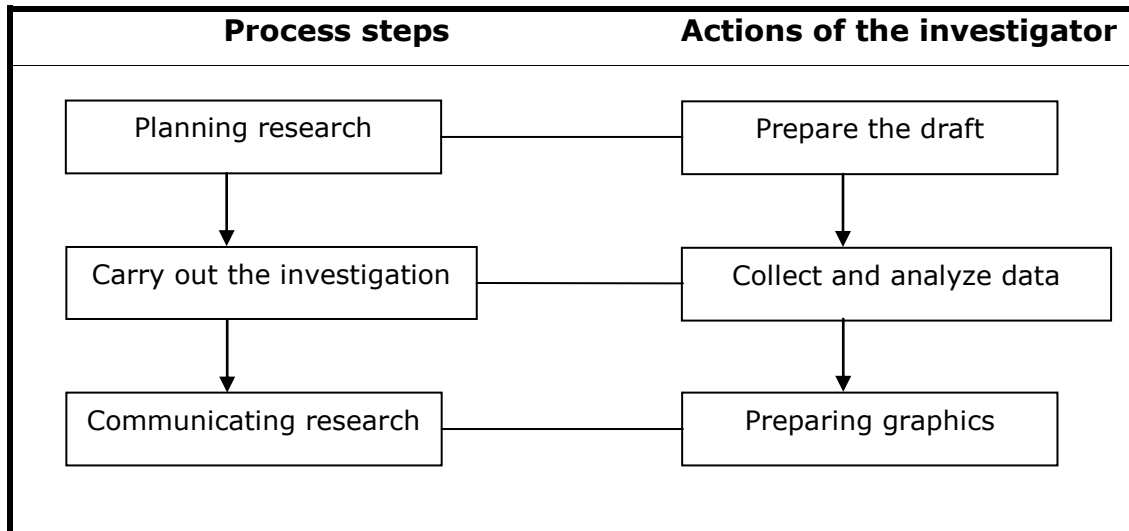 Process steps Actions of the investigator
Planning research Prepare the draft
Carry out the investigation Collect and analyze data
Communicating research Preparing graphics